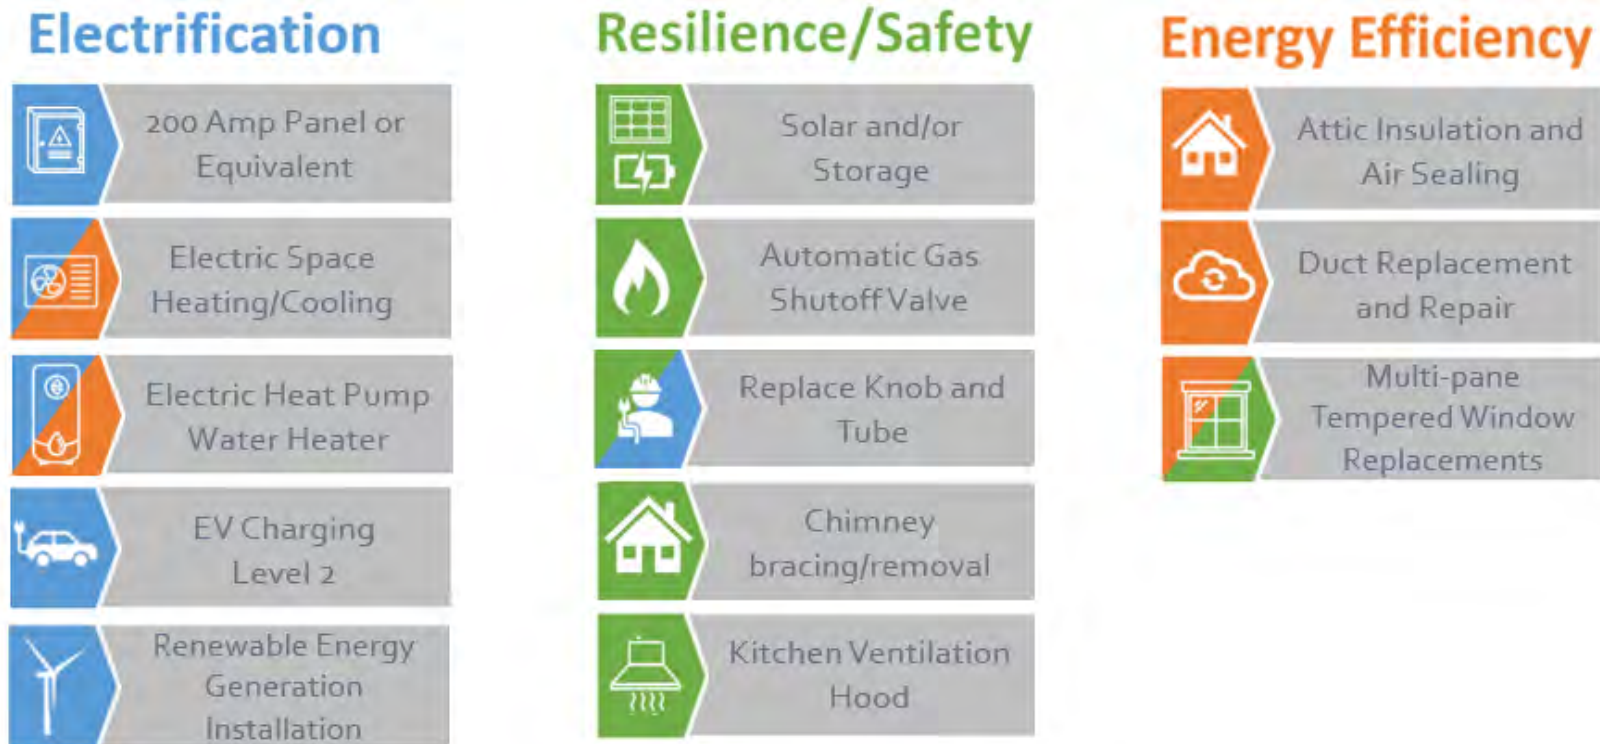 Electrification
200 Amp Panel or
Equivalent
Electric Space
Heating/Cooling
Electric Heat Pump
Water Heater
EV Charging
Level 2
Renewable Energy
Generation
Installation
Resilience/Safety
Solar and/or
Storage
Automatic Gas
Shutoff Valve
Replace Knob and
Tube
Chimney
bracing/removal
Kitchen Ventilation
Hood
Energy Efficiency
Attic Insulation and
Air Sealing
Duct Replacement
and Repair
Multi-pane
Tempered Window
Replacements